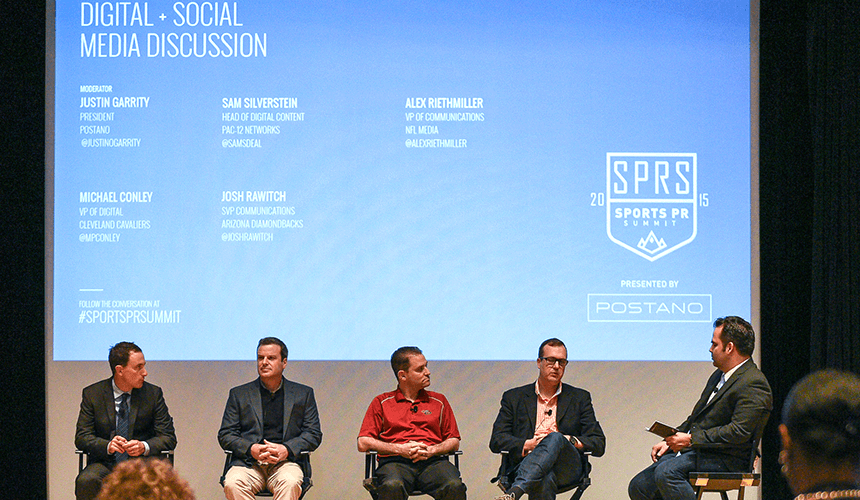 DIGITAL + SOCIAL
MEDIA DISCUSSION
MODERATOR
JUSTIN GARRITY
PRESIDENT
POSTANO
@JUSTINOGARRITY
SAM SILVERSTEIN
HEAD OF DIGITAL CONTENT
PAC-12 NETWORKS
@SAMSDEAL
ALEX RIETHMILLER
VP OF COMMUNICATIONS
NFL MEDIA
@ALEXRIETHMILLER
MICHAEL CONLEY
VP OF DIGITAL
CLEVELAND CAVALIERS
@MPCONLEY
JOSH RAWITCH
SVP COMMUNICATIONS
ARIZONA DIAMONDBACKS
@JOSHRAWITCH
FOLLOW THE CONVERSATION AT
#SPORTSPRSUMMIT
SPRS
20 15
SPORTS PR
SUMMIT
PRESENTED BY
POSTANO